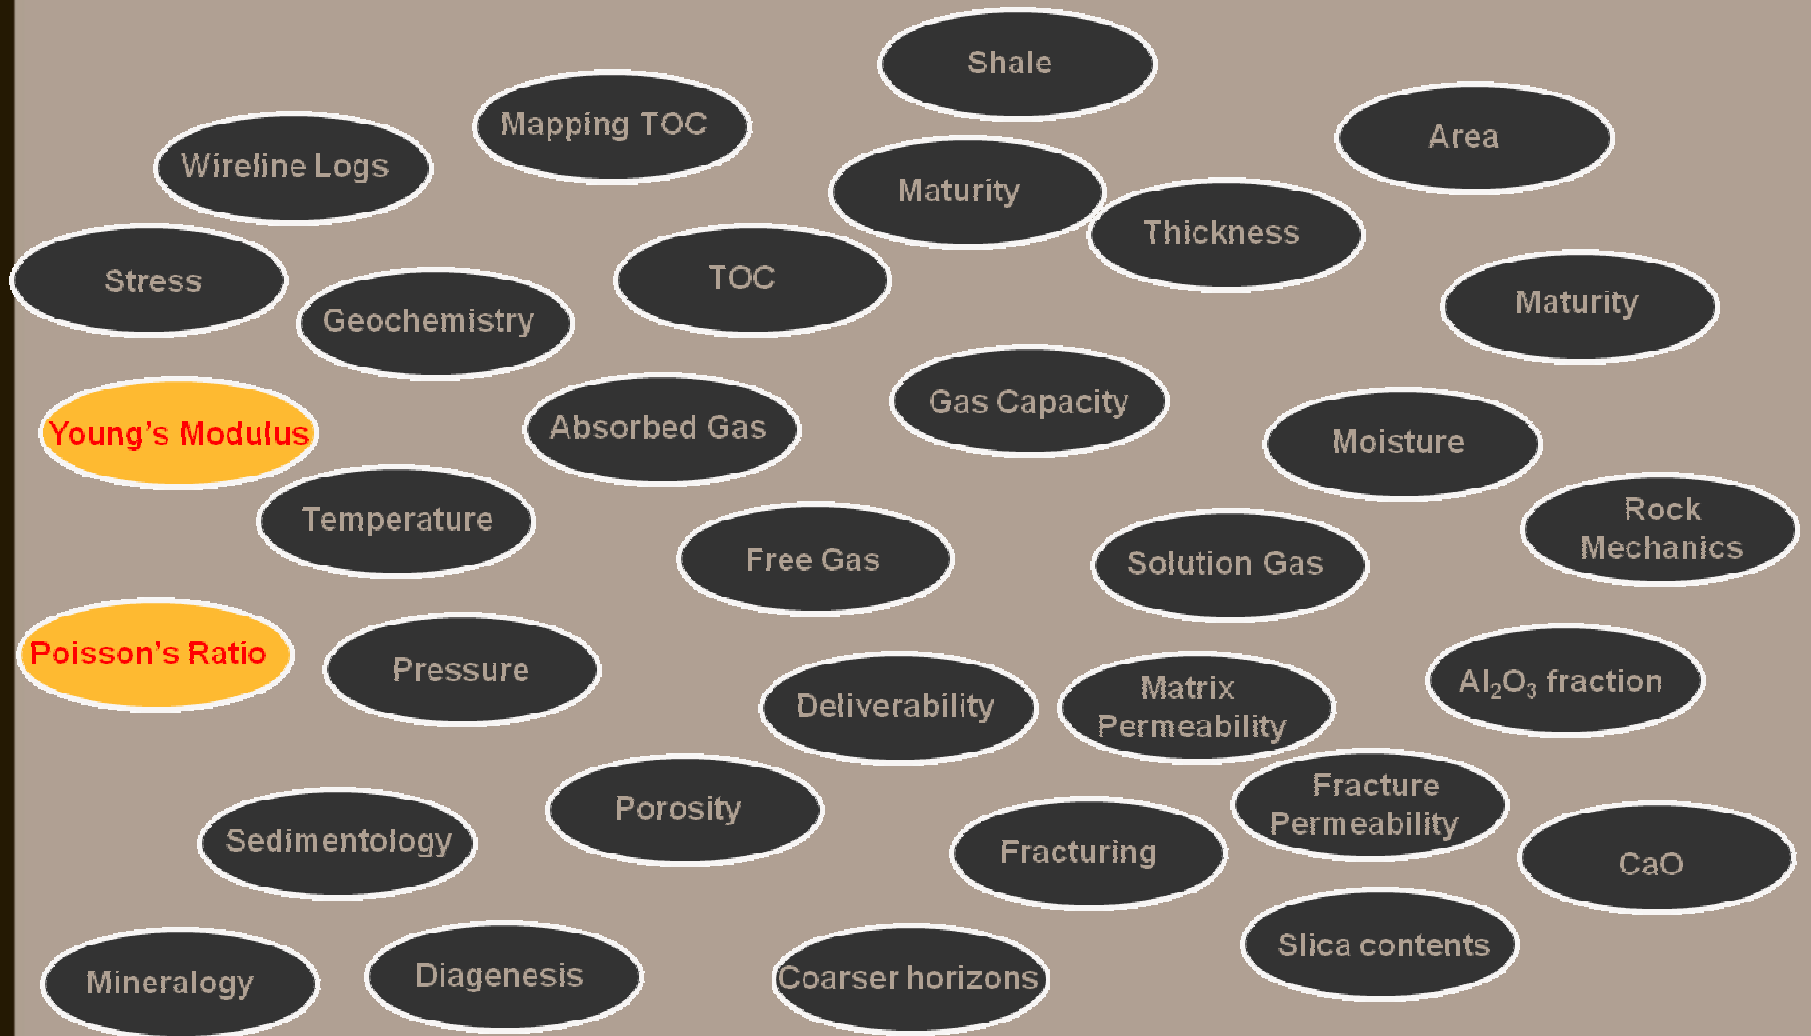 Shale
Mapping TOC
Area
Wireline Logs
Maturity
Thickness
Stress
TOC
Maturity
Geochemistry
Gas Capacity
Absorbed Gas
Young's Modulus
Moisture
Rock
Mechanics
Temperature
Free Gas
Solution Gas
Poisson's Ratio
Pressure
Al₂O₃ fraction
Deliverability
Matrix
Permeability
Fracture
Permeability
Porosity
Sedimentology
Fracturing
CaO
Slica contents
Mineralogy
Diagenesis
Coarser horizons